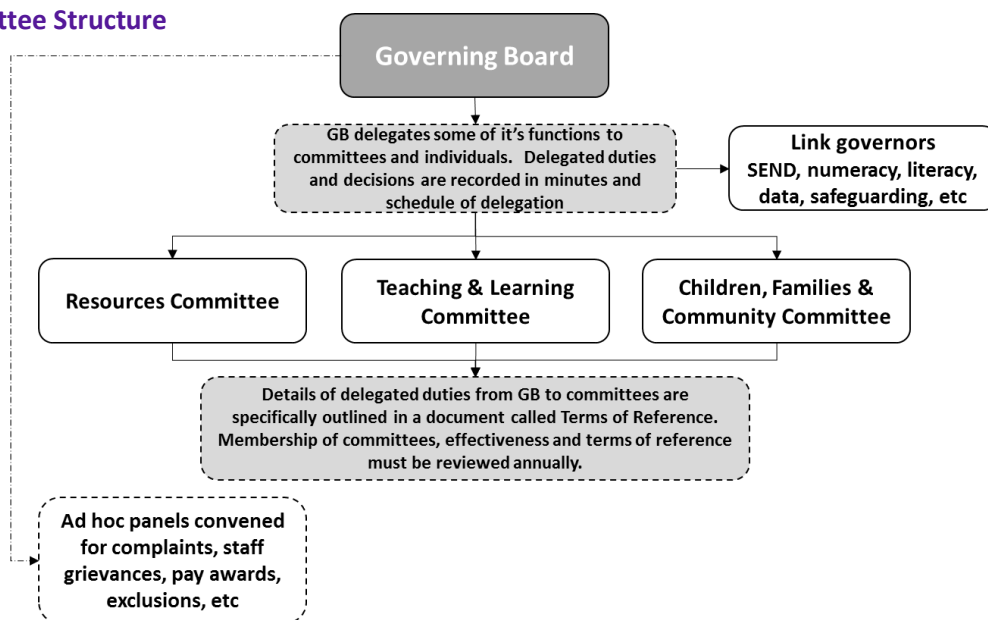 ttee Structure
Governing Board
GB delegates some of it's functions to
committees and individuals. Delegated duties
and decisions are recorded in minutes and
schedule of delegation
Link governors
SEND, numeracy, literacy,
data, safeguarding, etc
Resources Committee
Teaching & Learning
Committee
Children, Families &
Community Committee
Details of delegated duties from GB to committees are
specifically outlined in a document called Terms of Reference.
Membership of committees, effectiveness and terms of reference
must be reviewed annually.
Ad hoc panels convened
for complaints, staff
grievances, pay awards,
exclusions, etc